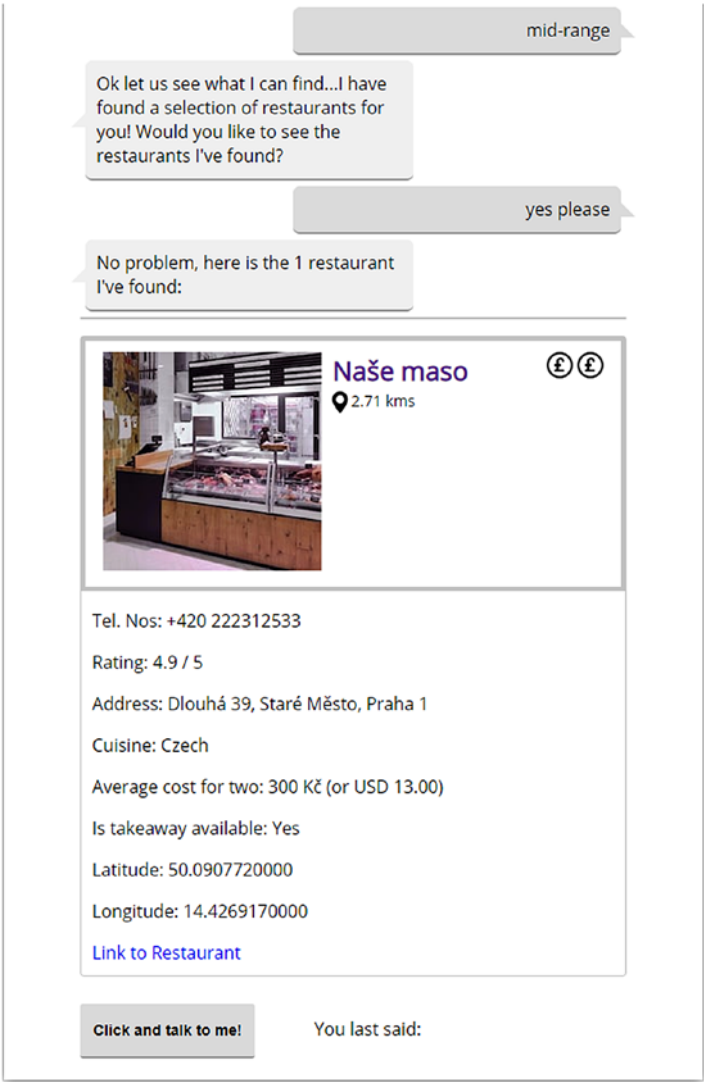 mid-range
Ok let us see what I can find...I have
found a selection of restaurants for
you! Would you like to see the
restaurants I've found?
yes please
No problem, here is the 1 restaurant
I've found:
Naše maso
££
2.71 kms
Tel. Nos: +420 222312533
Rating: 4.9 / 5
Address: Dlouhá 39, Staré Město, Praha 1
Cuisine: Czech
Average cost for two: 300 Kč (or USD 13.00)
Is takeaway available: Yes
Latitude: 50.0907720000
Longitude: 14.4269170000
Link to Restaurant
Click and talk to me!
You last said: